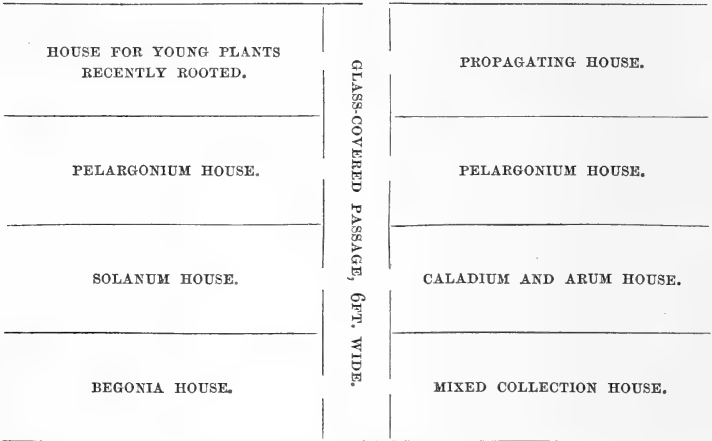 HOUSE FOR YOUNG PLANTS
RECENTLY ROOTED.
PELARGONIUM HOUSE.
SOLANUM HOUSE.
BEGONIA HOUSE.
GLASS-COVERED PASSAGE, 6FT. WIDE.
PROPAGATING HOUSE.
PELARGONIUM HOUSE.
CALADIUM AND ARUM HOUSE.
MIXED COLLECTION HOUSE.